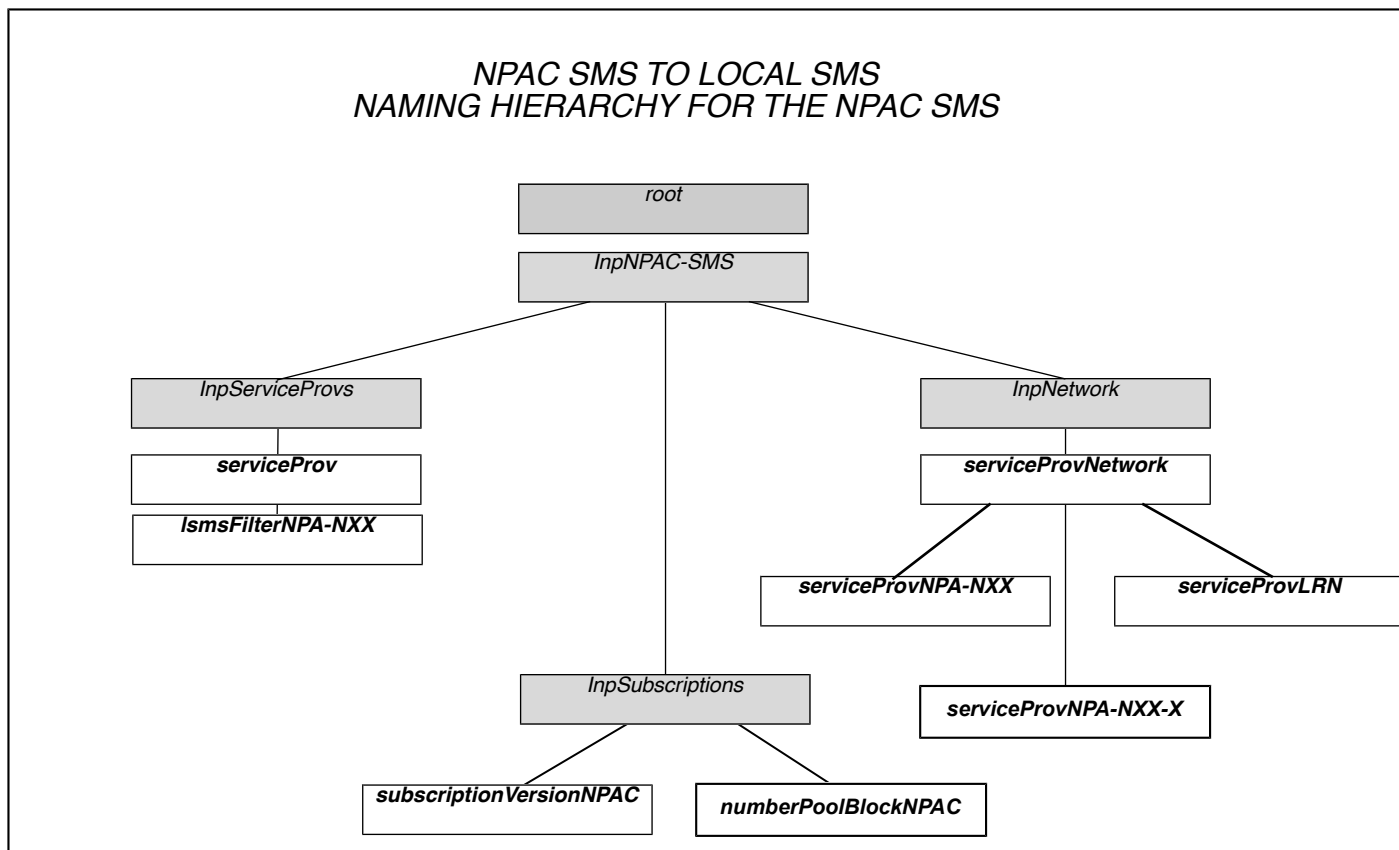 NPAC SMS TO LOCAL SMS
NAMING HIERARCHY FOR THE NPAC SMS
root
lnpNPAC-SMS
lnpServiceProvs
lnpNetwork
serviceProv
serviceProvNetwork
lsmsFilterNPA-NXX
serviceProvNPA-NXX
serviceProvLRN
lnpSubscriptions
serviceProvNPA-NXX-X
subscriptionVersionNPAC
numberPoolBlockNPAC